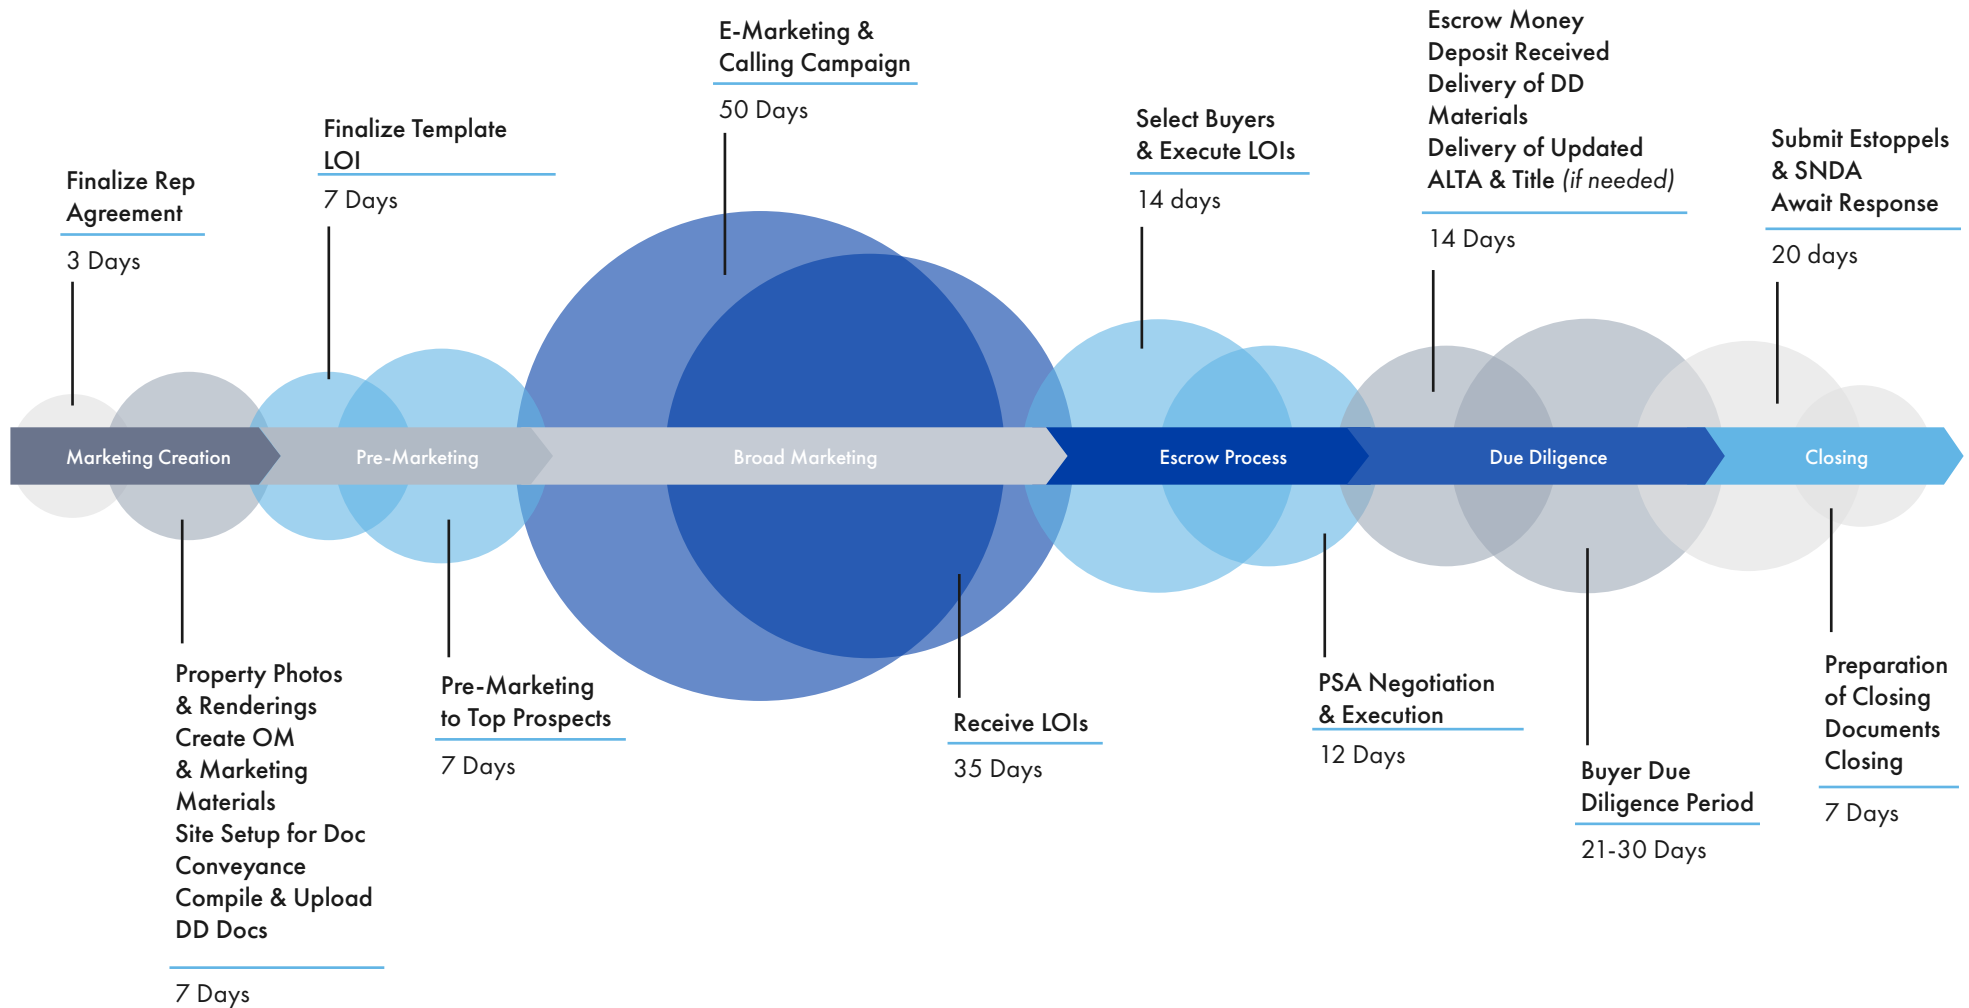 Finalize Rep
Agreement
3 Days
Finalize Template
LOI
7 Days
E-Marketing &
Calling Campaign
50 Days
Select Buyers
& Execute LOIs
14 days
Escrow Money
Deposit Received
Delivery of DD
Materials
Delivery of Updated
ALTA & Title (if needed)
14 Days
Submit Estoppels
& SNDA
Await Response
20 days
Marketing Creation
Pre-Marketing
Broad Marketing
Escrow Process
Due Diligence
Closing
Property Photos
& Renderings
Create OM
& Marketing
Materials
Site Setup for Doc
Conveyance
Compile & Upload
DD Docs
7 Days
Pre-Marketing
to Top Prospects
7 Days
Receive LOIs
35 Days
PSA Negotiation
& Execution
12 Days
Buyer Due
Diligence Period
21-30 Days
Preparation
of Closing
Documents
Closing
7 Days